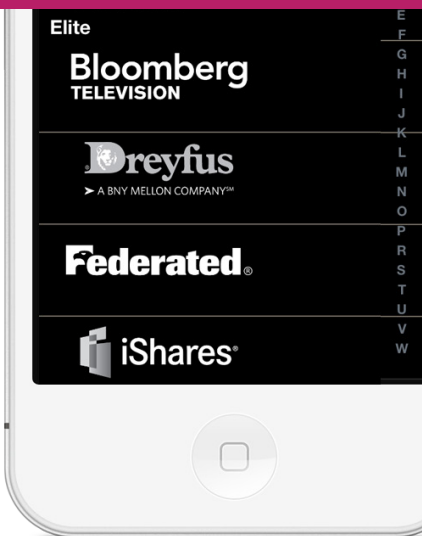 Elite
Bloomberg
TELEVISION
Dreyfus
➤ A BNY MELLON COMPANY℠
Federated®
iShares®
E
F
G
H
I
J
K
L
M
N
O
P
R
S
T
U
V
W